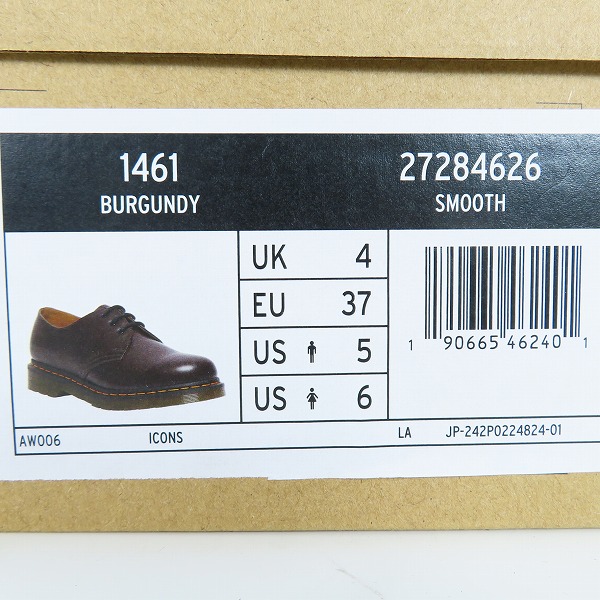 1461
BURGUNDY
27284626
SMOOTH
UK 4
EU 37
US 5
US 6
1 90665 46240 1
AW006 ICONS LA JP-242P0224824-01